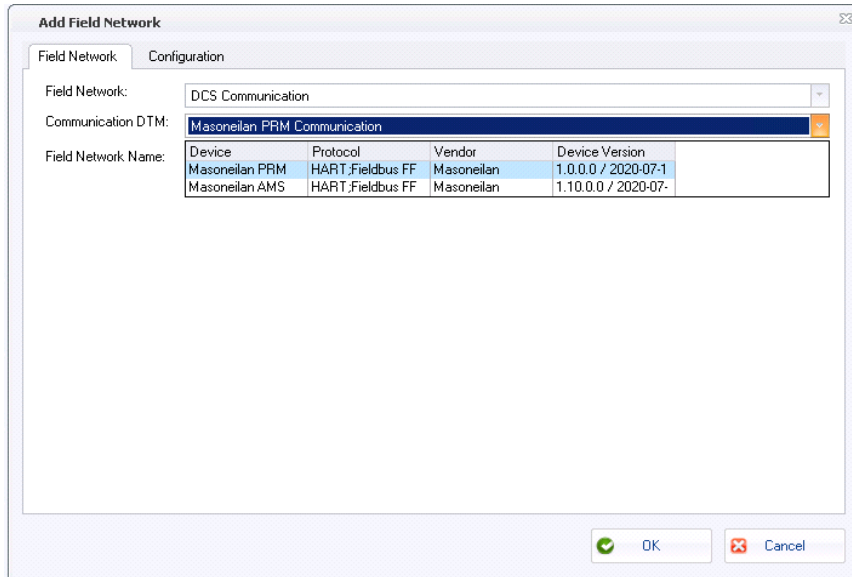 Add Field Network
Field Network Configuration
Field Network: DCS Communication
Communication DTM: Masoneilan PRM Communication
Field Network Name:
Device Protocol Vendor Device Version
Masoneilan PRM HART;Fieldbus FF Masoneilan 1.0.0.0 / 2020-07-1
Masoneilan AMS HART;Fieldbus FF Masoneilan 1.10.0.0 / 2020-07-
OK Cancel